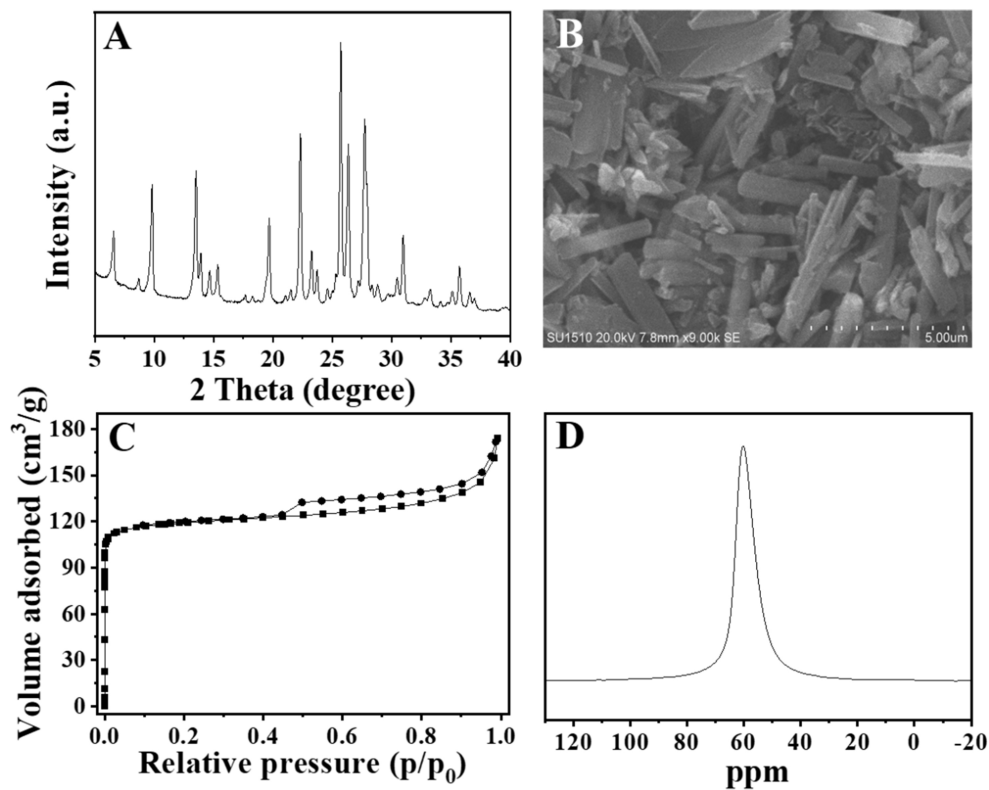 A
Intensity (a.u.)
5 10 15 20 25 30 35 40
2 Theta (degree)
B
SU1510 20.0kV 7.8mm x9.00k SE
5.00um
C
Volume adsorbed (cm³/g)
180
150
120
90
60
30
0
0.0 0.2 0.4 0.6 0.8 1.0
Relative pressure (p/p₀)
D
120 100 80 60 40 20 0 -20
ppm